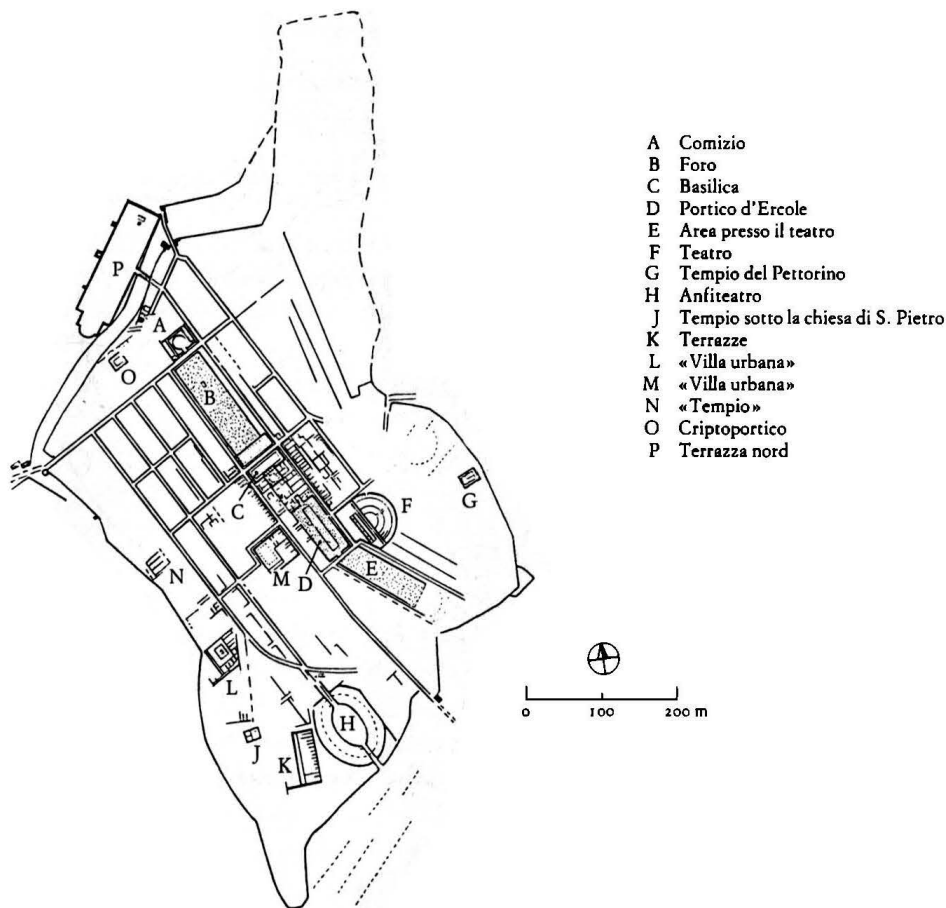 A Comizio
B Foro
C Basilica
D Portico d'Ercole
E Area presso il teatro
F Teatro
G Tempio del Pettorino
H Anfiteatro
J Tempio sotto la chiesa di S. Pietro
K Terrazze
L «Villa urbana»
M «Villa urbana»
N «Tempio»
O Criptoportico
P Terrazza nord
P
A
O
B
C
F
G
N
M
D
E
L
J
H
K
0 100 200 m